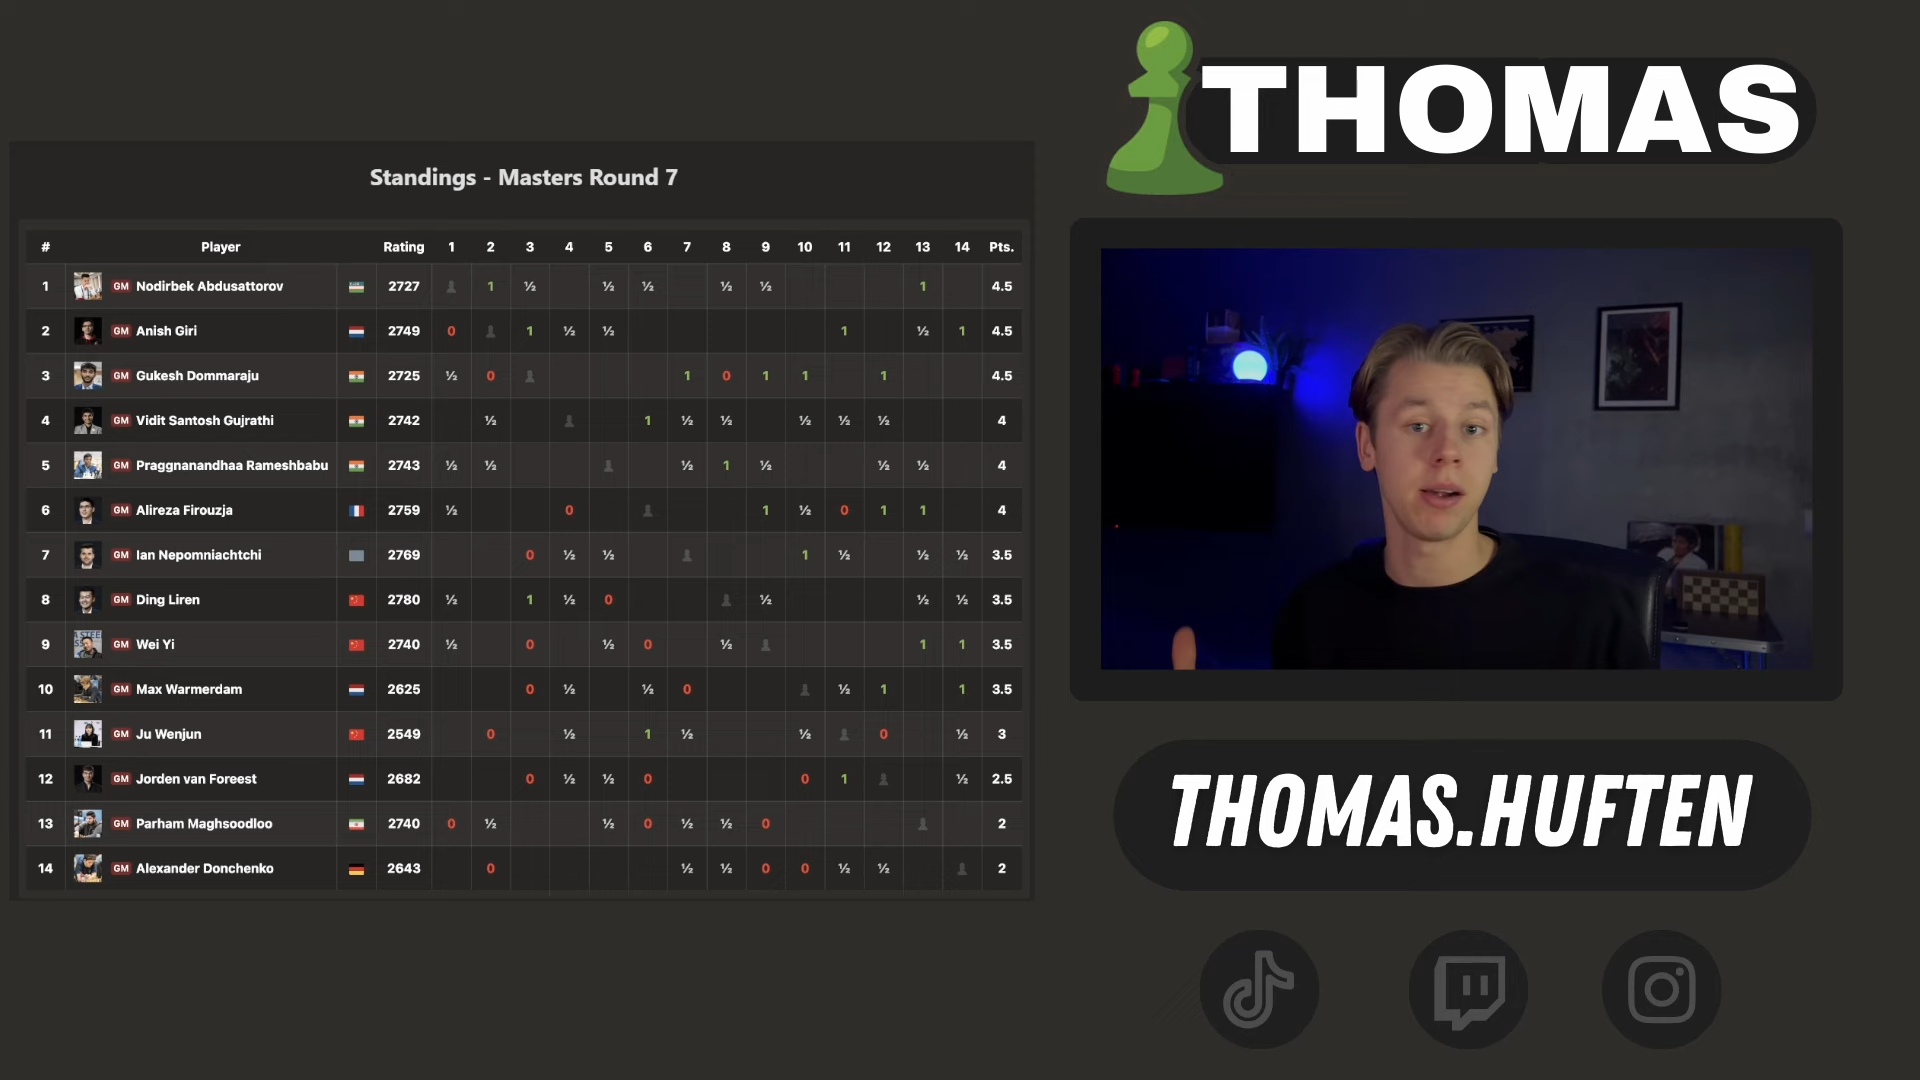 THOMAS
Standings - Masters Round 7
# Player Rating 1 2 3 4 5 6 7 8 9 10 11 12 13 14 Pts.
1 GM Nodirbek Abdusattorov 2727 1 ½ ½ ½ ½ ½ 1 4.5
2 GM Anish Giri 2749 0 1 ½ ½ 1 ½ 1 4.5
3 GM Gukesh Dommaraju 2725 ½ 0 1 0 1 1 1 4.5
4 GM Vidit Santosh Gujrathi 2742 ½ 1 ½ ½ ½ ½ ½ 4
5 GM Praggnanandhaa Rameshbabu 2743 ½ ½ ½ 1 ½ ½ ½ 4
6 GM Alireza Firouzja 2759 ½ 0 1 ½ 0 1 1 4
7 GM Ian Nepomniachtchi 2769 0 ½ ½ 1 ½ ½ ½ 3.5
8 GM Ding Liren 2780 ½ 1 ½ 0 ½ ½ ½ 3.5
9 GM Wei Yi 2740 ½ 0 ½ 0 ½ 1 1 3.5
10 GM Max Warmerdam 2625 0 ½ ½ 0 ½ 1 1 3.5
11 GM Ju Wenjun 2549 0 ½ 1 ½ ½ 0 ½ 3
12 GM Jorden van Foreest 2682 0 ½ ½ 0 0 1 ½ 2.5
13 GM Parham Maghsoodloo 2740 0 ½ ½ 0 ½ ½ 0 2
14 GM Alexander Donchenko 2643 0 ½ ½ 0 0 ½ ½ 2
THOMAS.HUFTEN